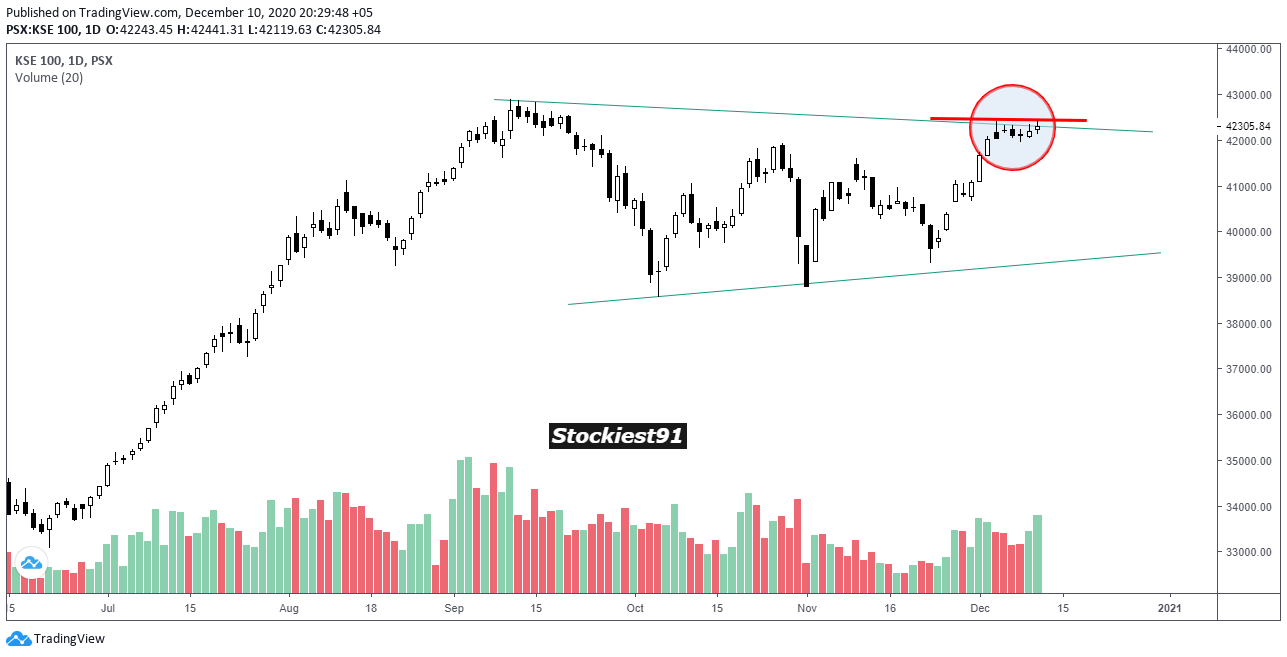 Published on TradingView.com, December 10, 2020 20:29:48 +05
PSX:KSE 100, 1D O:42243.45 H:42441.31 L:42119.63 C:42305.84
KSE 100, 1D, PSX
Volume (20)
44000.00
43000.00
42305.84
42000.00
41000.00
40000.00
39000.00
38000.00
37000.00
36000.00
Stockiest91
35000.00
34000.00
33000.00
15 Jul 15 Aug 18 Sep 15 Oct 15 Nov 16 Dec 15 2021
TradingView